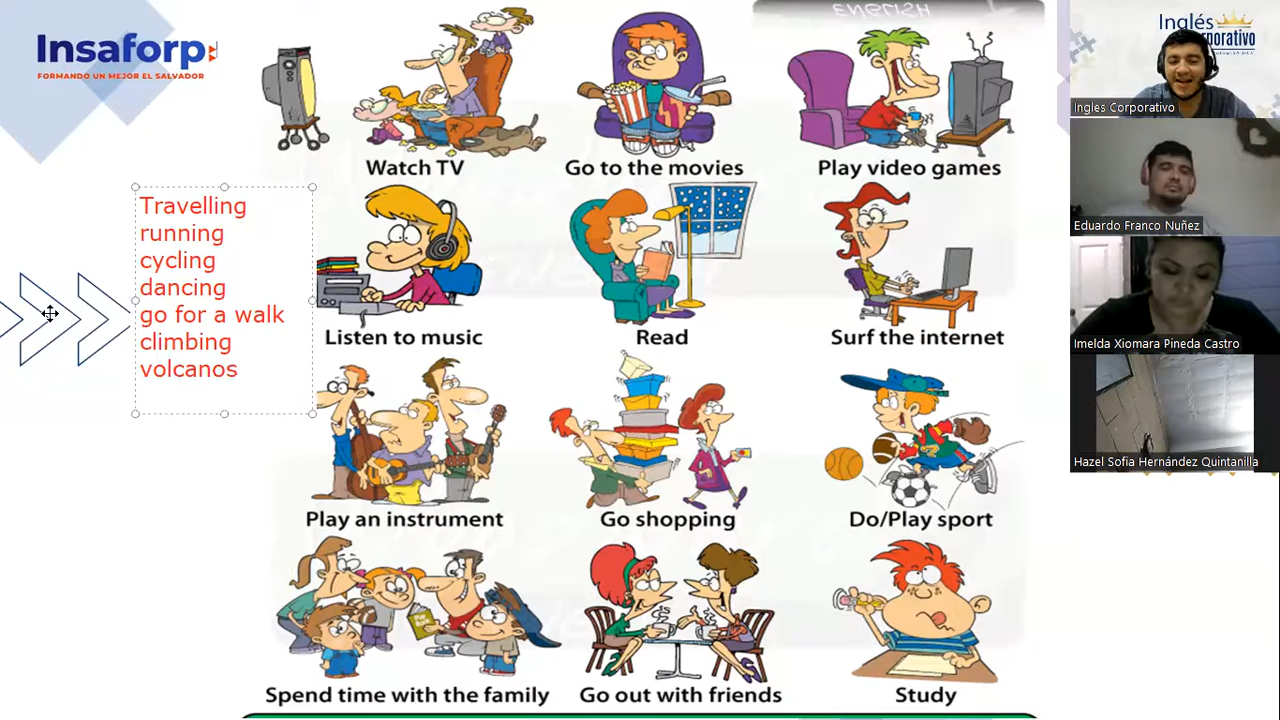 Insaforp
FORMANDO UN MEJOR EL SALVADOR
ENGLISH
Watch TV
Go to the movies
Play video games
Travelling
running
cycling
dancing
go for a walk
climbing
volcanos
Listen to music
Read
Surf the internet
Play an instrument
Go shopping
Do/Play sport
Spend time with the family
Go out with friends
Study
Inglés
Corporativo
Ingles Corporativo
Eduardo Franco Nuñez
Imelda Xiomara Pineda Castro
Hazel Sofia Hernández Quintanilla